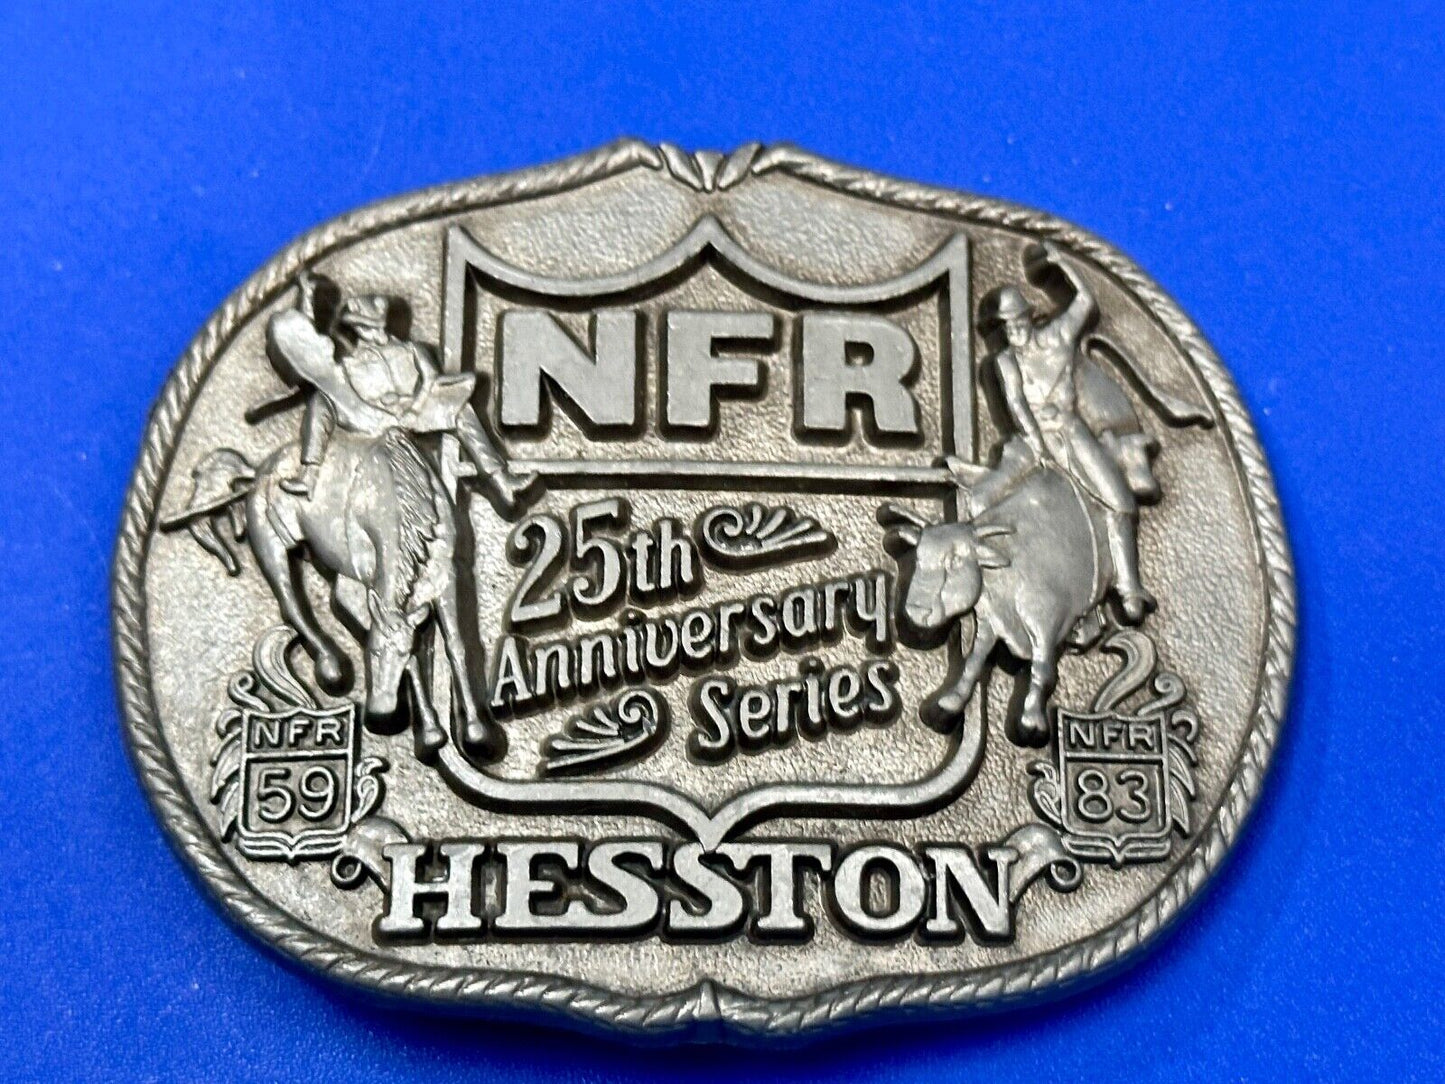 NFR
25th
Anniversary
Series
NFR
59
NFR
83
HESSTON